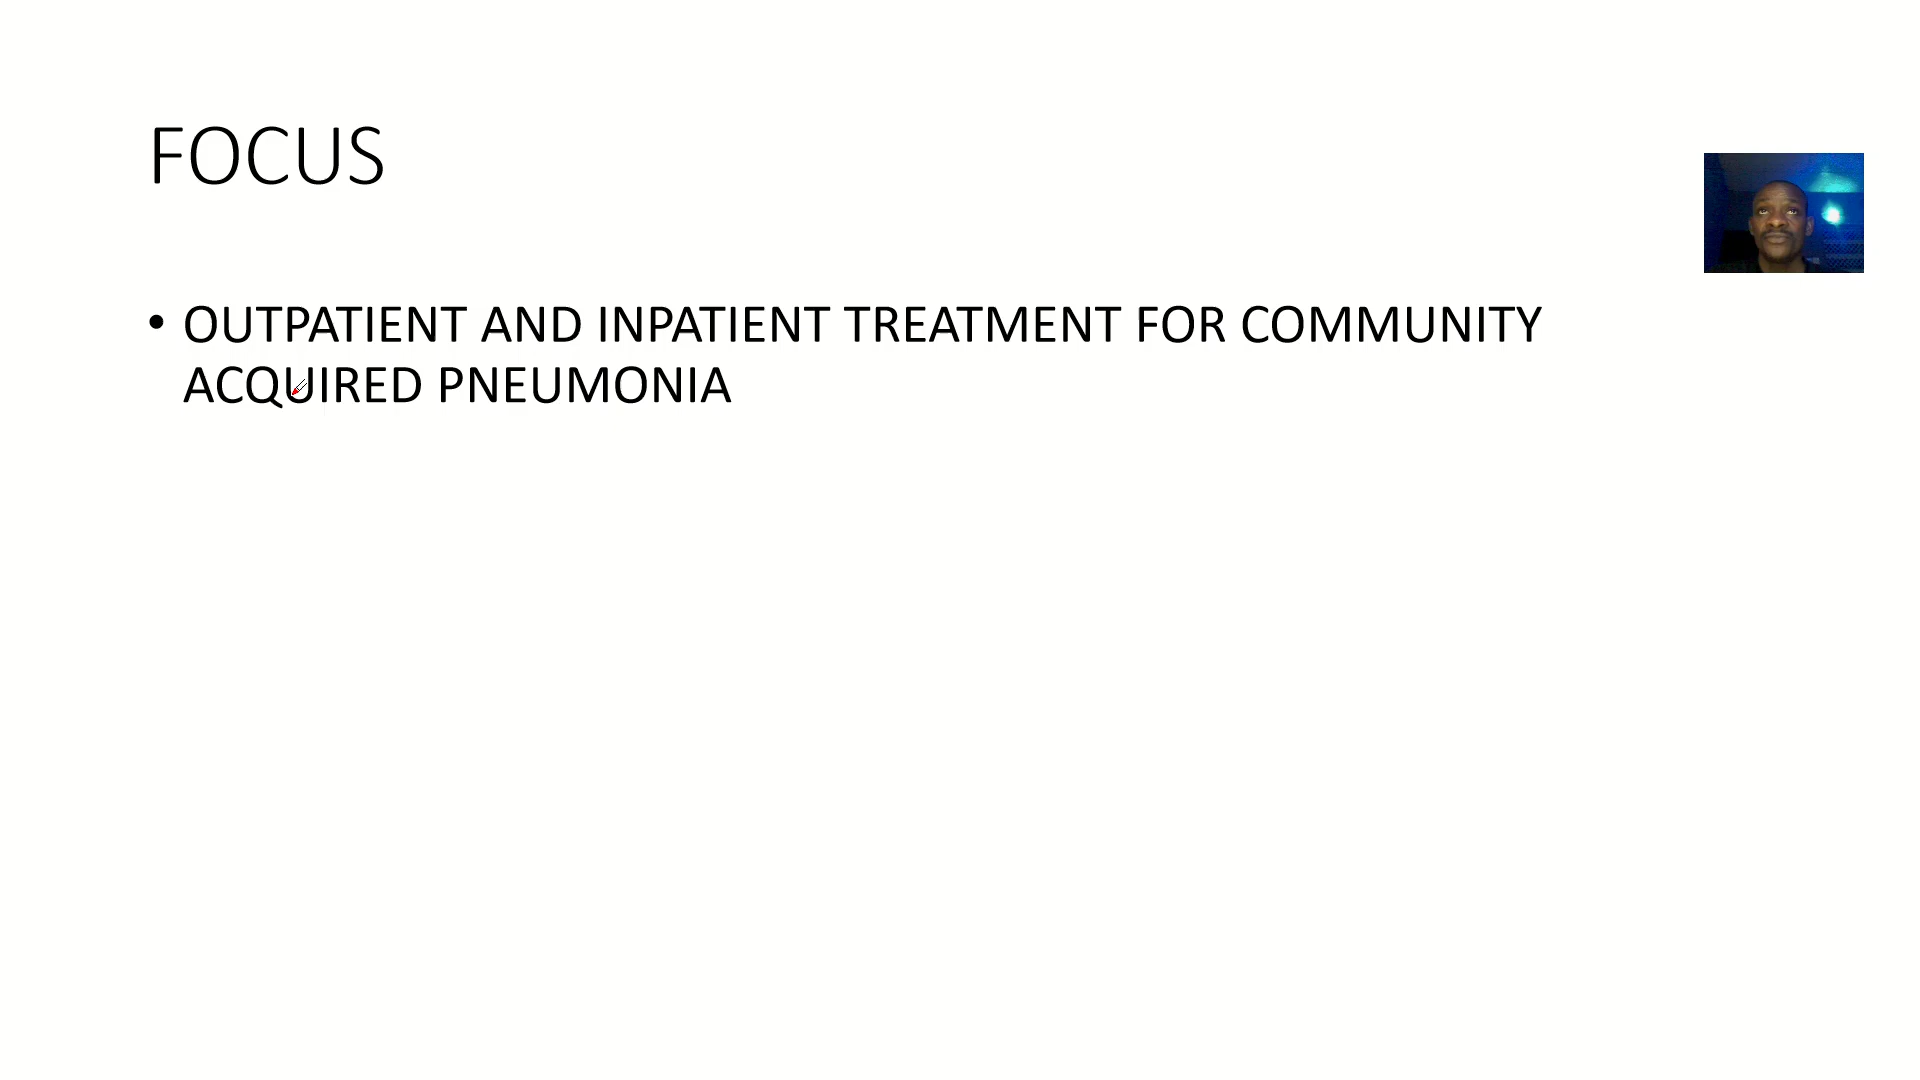 FOCUS
• OUTPATIENT AND INPATIENT TREATMENT FOR COMMUNITY
ACQUIRED PNEUMONIA